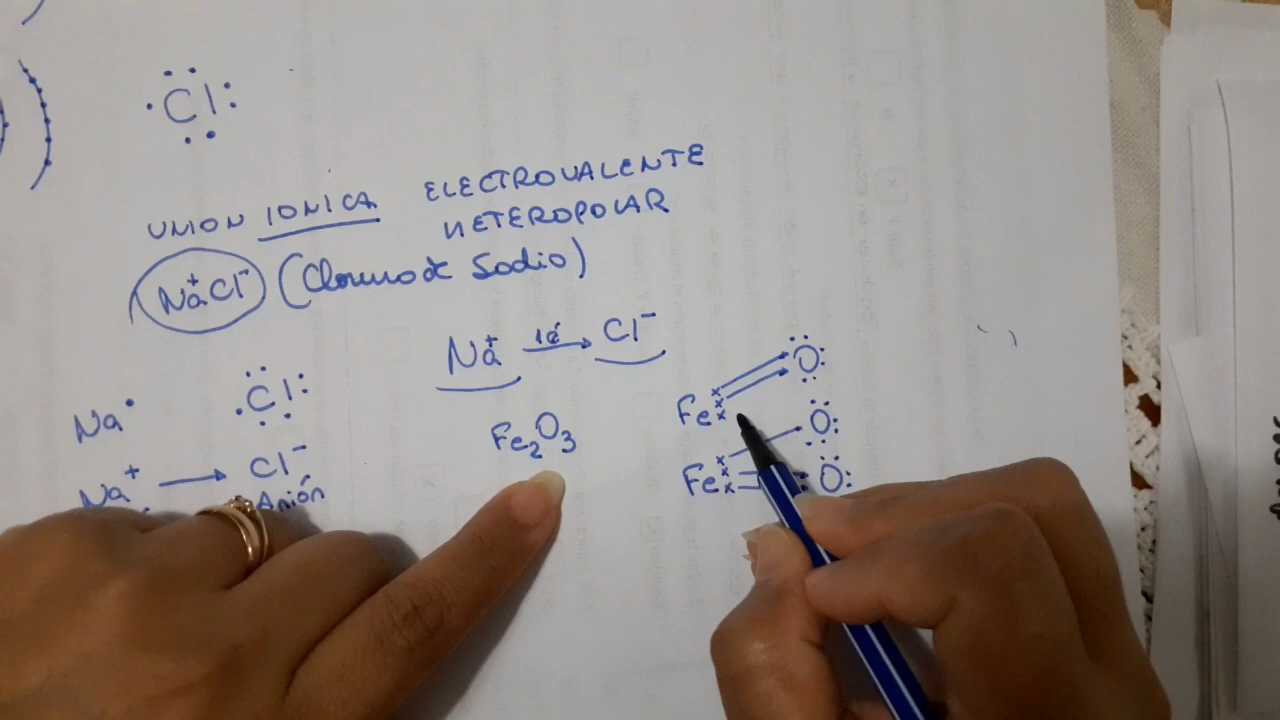 Cl
UNION IONICA ELECTROVALENTE
HETEROPOLAR
Na⁺Cl⁻ (Cloruro de Sodio)
Na⁺ 1e⁻ → Cl⁻
Na Cl
Na⁺ → Cl⁻
Anión
Fe₂O₃
Fe O
O
Fe O